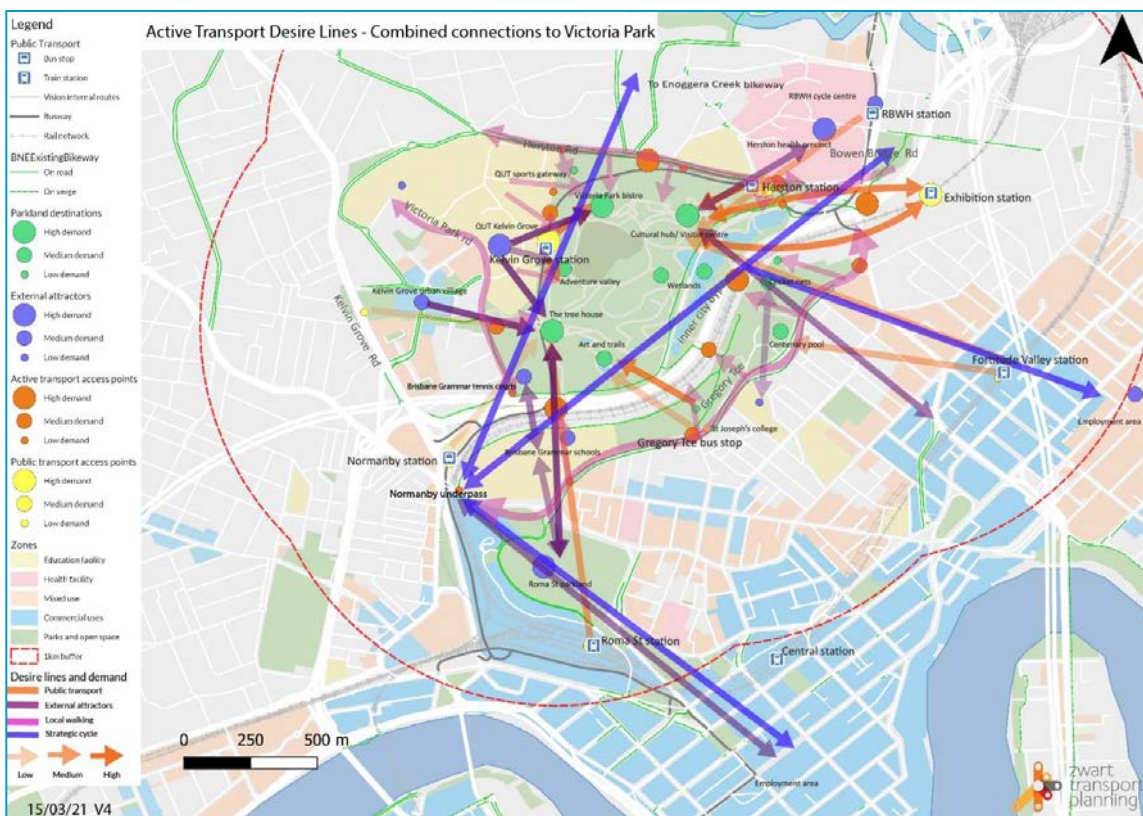 Legend
Public Transport
Bus stop
Train station
Vision internal routes
Busway
Rail network
BNEExistingBikeway
On road
On verge
Parkland destinations
High demand
Medium demand
Low demand
External attractors
High demand
Medium demand
Low demand
Active transport access points
High demand
Medium demand
Low demand
Public transport access points
High demand
Medium demand
Low demand
Zones
Education facility
Health facility
Mixed use
Commercial uses
Parks and open space
1km buffer
Desire lines and demand
Public transport
External attractors
Local walking
Strategic cycle
Low
Medium
High
15/03/21 V4
Active Transport Desire Lines - Combined connections to Victoria Park
To Enoggera Creek bikeway
RBWH cycle centre
RBWH station
Herston Rd
Herston health precinct
Bowen Bridge Rd
QUT sports gateway
Herston station
Exhibition station
Victoria Park bistro
Victoria Park rd
QUT Kelvin Grove
Cultural hub/ Visitor centre
Kelvin Grove station
Adventure valley
Wetlands
Cricket nets
Kelvin Grove urban village
Inner city byp
Kelvin Grove Rd
The tree house
Art and trails
Centenary pool
Fortitude Valley station
Brisbane Grammar tennis courts
Gregory Tce
Employment area
St Joseph's college
Gregory Tce bus stop
Brisbane Grammar schools
Normanby station
Normanby underpass
Roma St parkland
Roma St station
Central station
0 250 500 m
Employment area
zwart
transport
planning